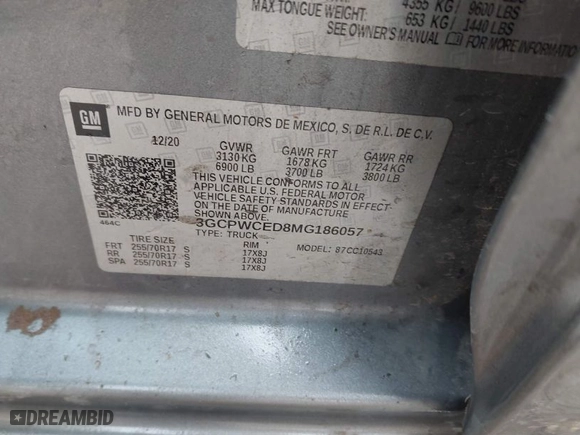 4355 KG / 9600 LBS
MAX TONGUE WEIGHT: 653 KG / 1440 LBS
SEE OWNER'S MANUAL FOR MORE INFORMATION
GM
MFD BY GENERAL MOTORS DE MEXICO, S. DE R.L. DE C.V.
12/20 GVWR GAWR FRT GAWR RR
3130 KG 1678 KG 1724 KG
6900 LB 3700 LB 3800 LB
THIS VEHICLE CONFORMS TO ALL
APPLICABLE U.S. FEDERAL MOTOR
VEHICLE SAFETY STANDARDS IN EFFECT
ON THE DATE OF MANUFACTURE
SHOWN ABOVE.
464C
3GCPWCED8MG186057
TYPE: TRUCK MODEL: 87CC10543
TIRE SIZE RIM
FRT 255/70R17 S 17X8J
RR 255/70R17 S 17X8J
SPA 255/70R17 S 17X8J
© DREAMBID